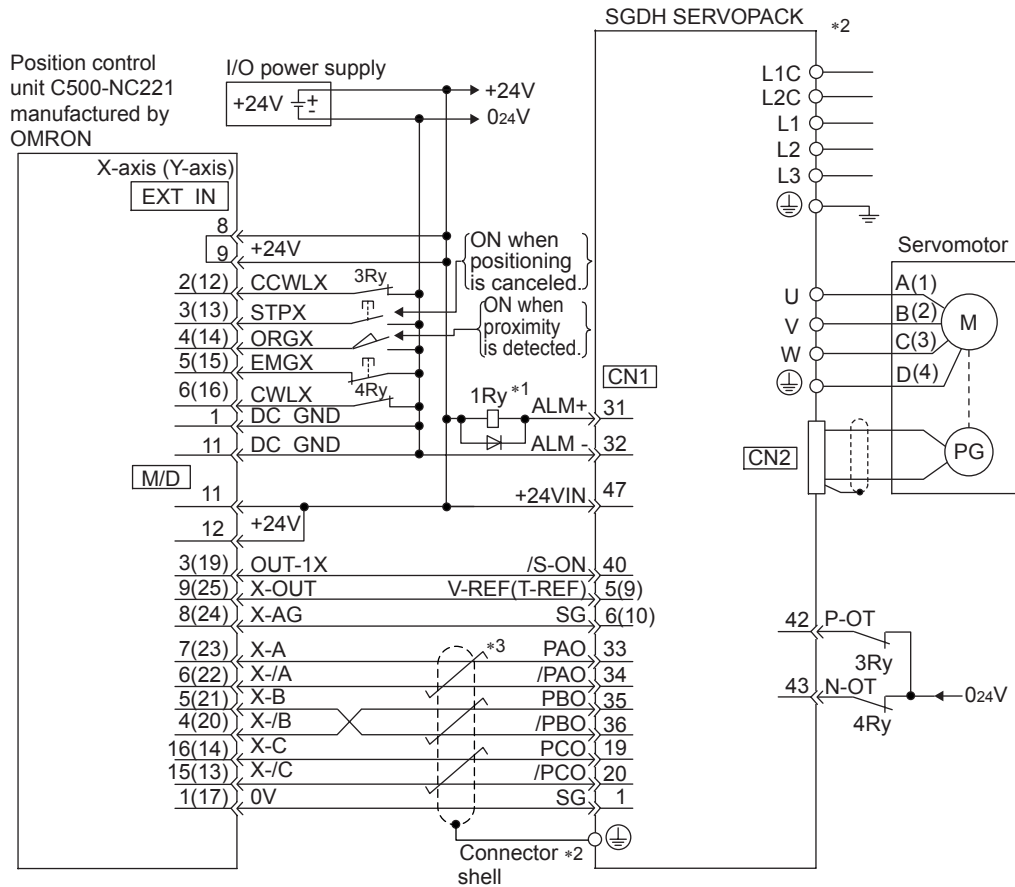 SGDH SERVOPACK
*2
Position control
unit C500-NC221
manufactured by
OMRON
I/O power supply
+24V
+
-
+24V
024V
X-axis (Y-axis)
EXT IN
8
9
+24V
2(12) CCWLX
3Ry
3(13) STPX
4(14) ORGX
5(15) EMGX
6(16) CWLX
4Ry
1 DC GND
11 DC GND
ON when
positioning
is canceled.
ON when
proximity
is detected.
1Ry *1
CN1
ALM+ 31
ALM - 32
M/D
11
12
+24V
+24VIN 47
3(19) OUT-1X
/S-ON 40
9(25) X-OUT
V-REF(T-REF) 5(9)
8(24) X-AG
SG 6(10)
7(23) X-A
*3
PAO 33
6(22) X-/A
/PAO 34
5(21) X-B
PBO 35
4(20) X-/B
/PBO 36
16(14) X-C
PCO 19
15(13) X-/C
/PCO 20
1(17) 0V
SG 1
Connector *2
shell
L1C
L2C
L1
L2
L3
Servomotor
U
V
W
A(1)
B(2)
C(3)
D(4)
M
CN2
PG
42 P-OT
3Ry
43 N-OT
4Ry
024V